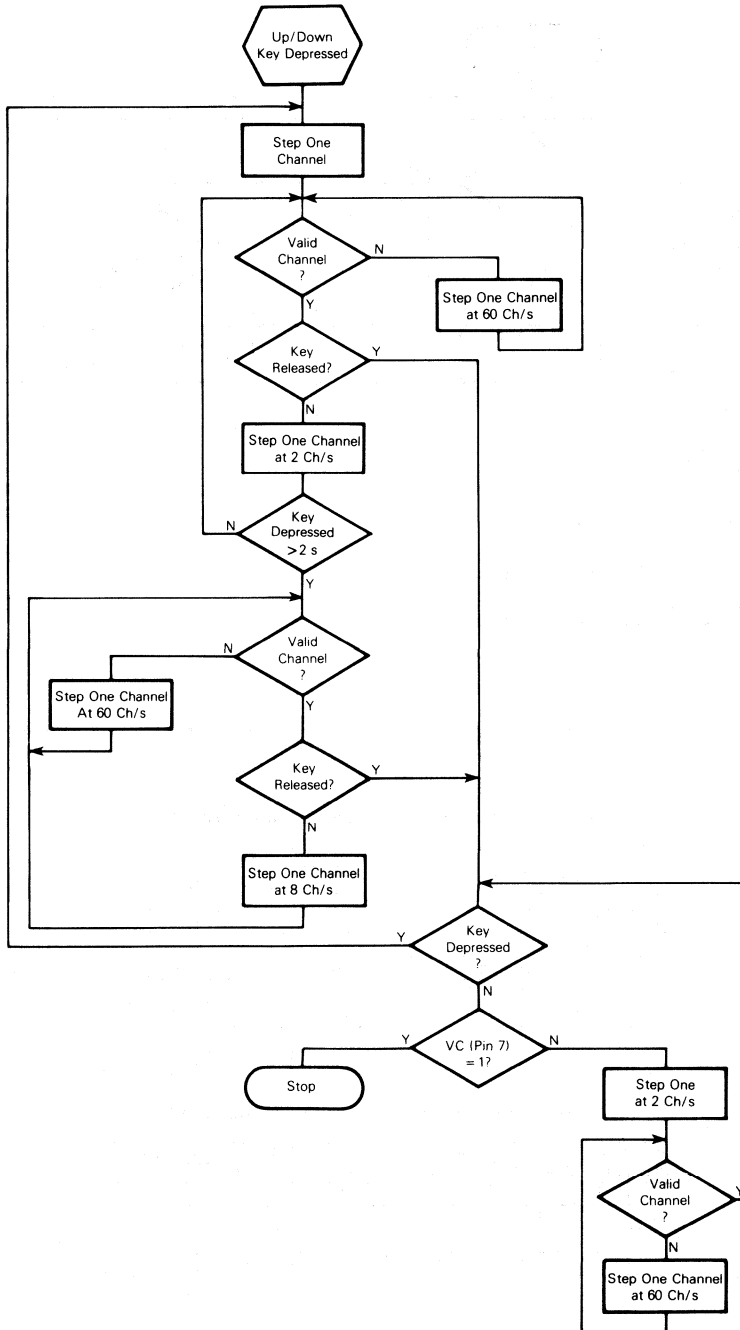 Up/Down
Key Depressed
Step One
Channel
Valid
Channel
?
N
Step One Channel
at 60 Ch/s
Y
Key
Released?
Y
N
Step One Channel
at 2 Ch/s
Key
Depressed
>2 s
N
Y
Valid
Channel
?
N
Step One Channel
At 60 Ch/s
Y
Key
Released?
Y
N
Step One Channel
at 8 Ch/s
Key
Depressed
?
Y
N
VC (Pin 7)
= 1?
Y
N
Stop
Step One
at 2 Ch/s
Valid
Channel
?
Y
N
Step One Channel
at 60 Ch/s